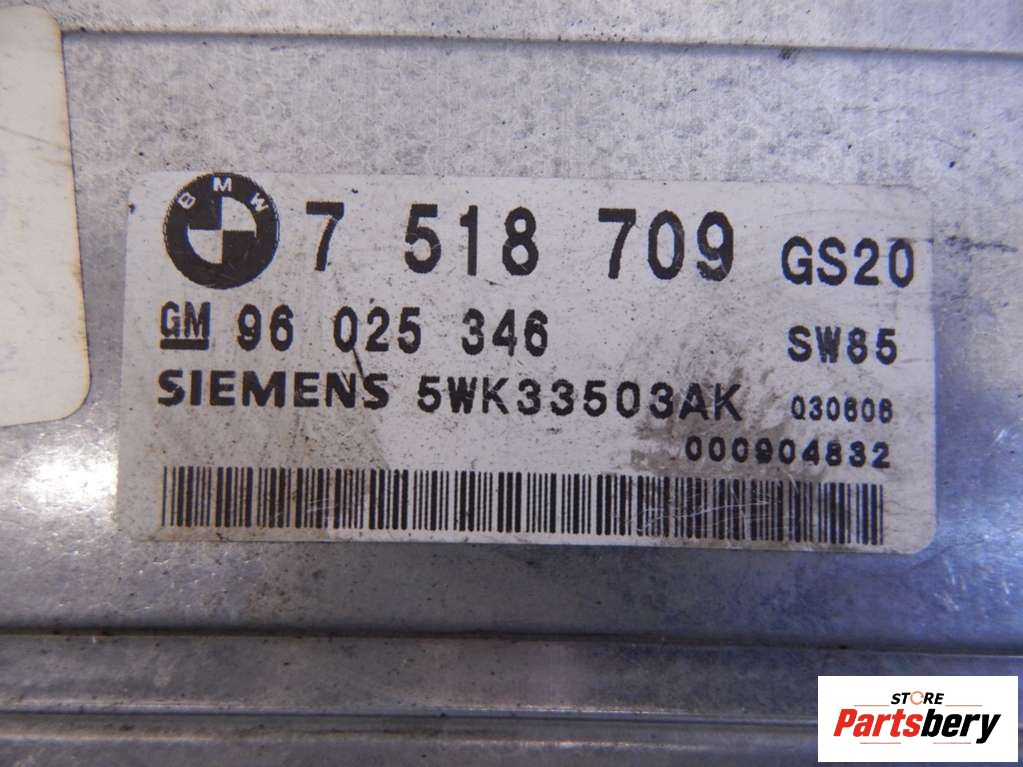 BMW 7 518 709 GS20
GM 96 025 346 SW85
SIEMENS 5WK33503AK 030606
000904832
STORE
Partsbery